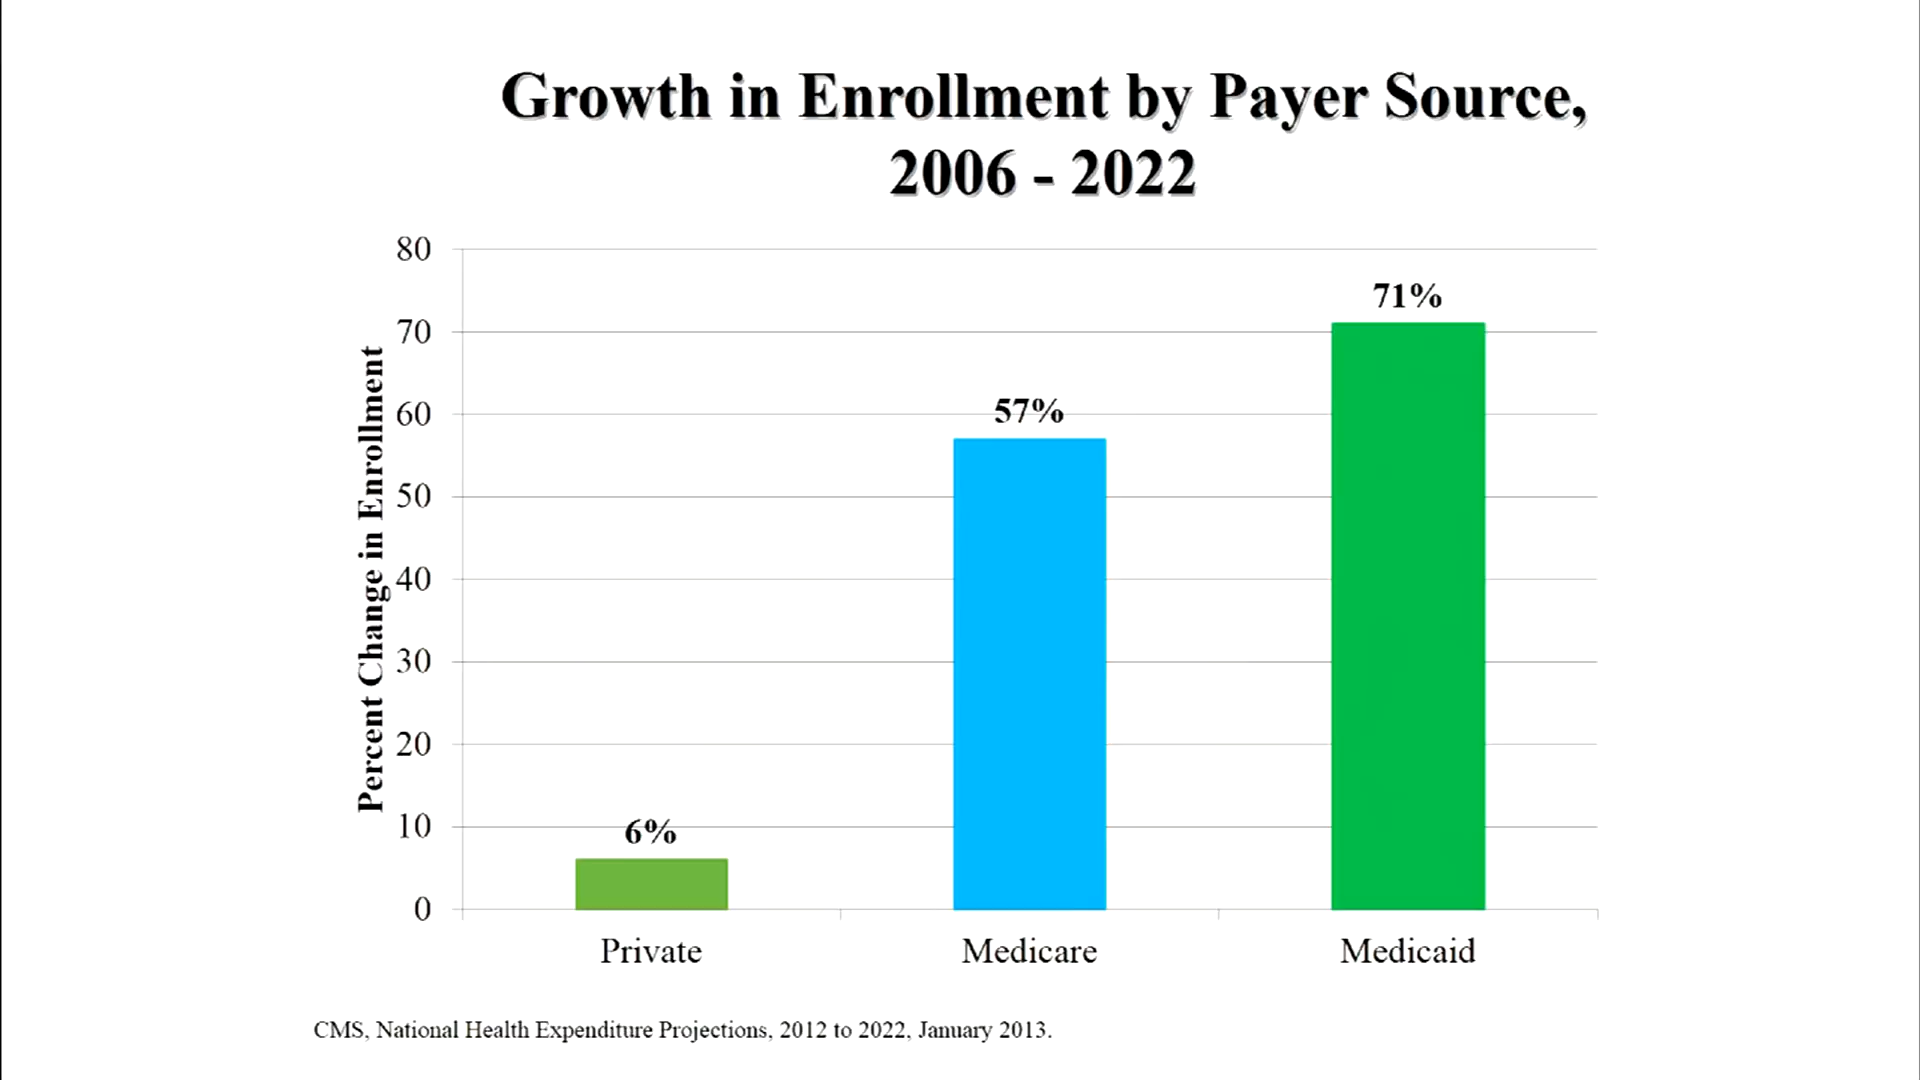 Growth in Enrollment by Payer Source,
2006 - 2022
Percent Change in Enrollment
80
70
60
50
40
30
20
10
0
6%
57%
71%
Private
Medicare
Medicaid
CMS, National Health Expenditure Projections, 2012 to 2022, January 2013.